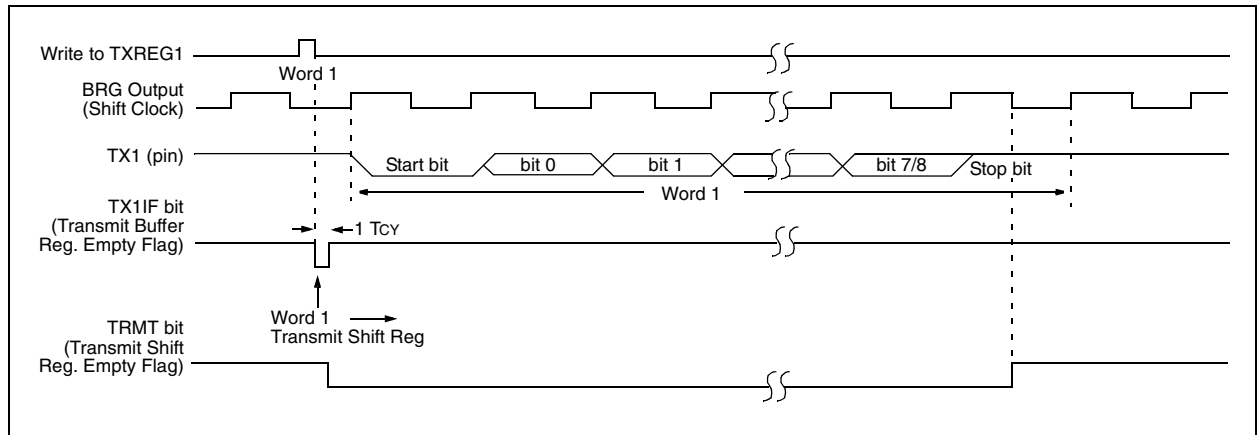 Write to TXREG1
Word 1
BRG Output
(Shift Clock)
TX1 (pin)
Start bit
bit 0
bit 1
bit 7/8
Stop bit
Word 1
TX1IF bit
(Transmit Buffer
Reg. Empty Flag)
1 TCY
Word 1
Transmit Shift Reg
TRMT bit
(Transmit Shift
Reg. Empty Flag)